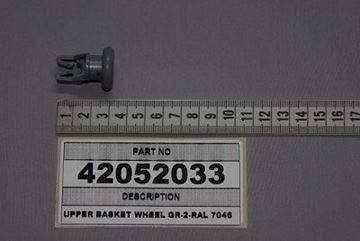 1 2 3 4 5 6 7 8 9 10 11 12 13 14 15 16 17
PART NO
42052033
DESCRIPTION
UPPER BASKET WHEEL GR-2-RAL 7046